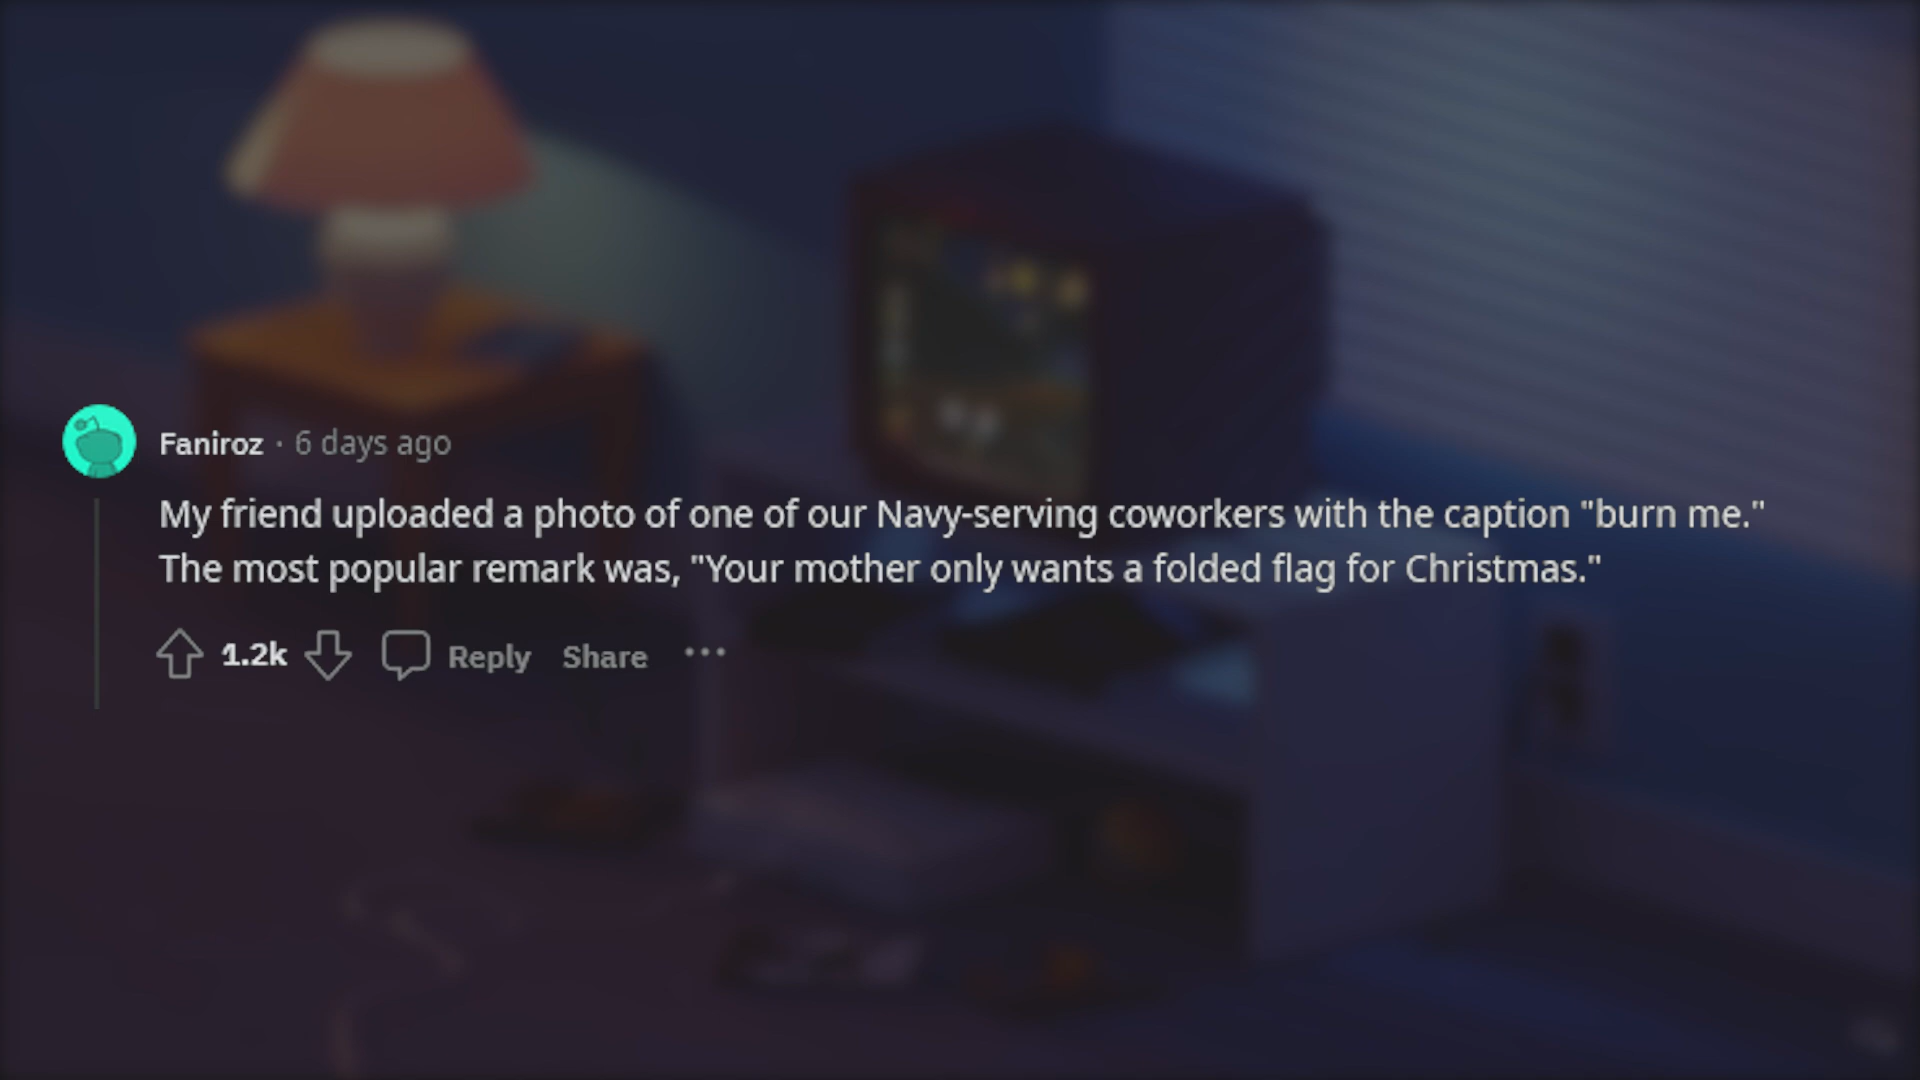 Faniroz · 6 days ago
My friend uploaded a photo of one of our Navy-serving coworkers with the caption "burn me."
The most popular remark was, "Your mother only wants a folded flag for Christmas."
1.2k Reply Share ···